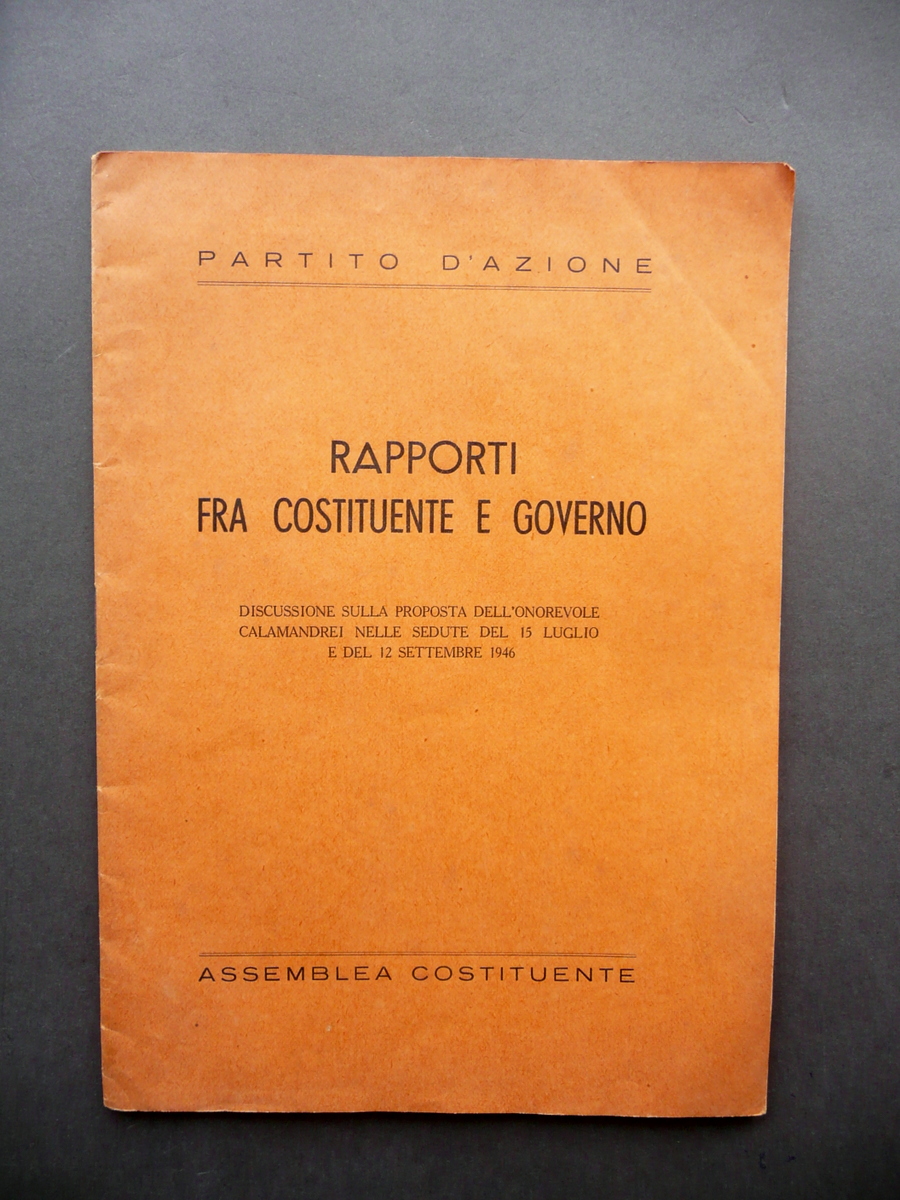 PARTITO D'AZIONE
RAPPORTI
FRA COSTITUENTE E GOVERNO
DISCUSSIONE SULLA PROPOSTA DELL'ONOREVOLE
CALAMANDREI NELLE SEDUTE DEL 15 LUGLIO
E DEL 12 SETTEMBRE 1946
ASSEMBLEA COSTITUENTE